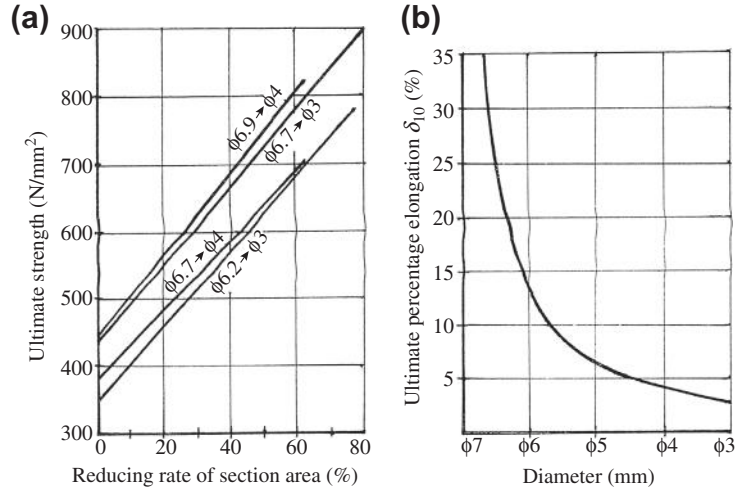 (a)
Ultimate strength (N/mm²)
900
800
700
600
500
400
300
ϕ6.9→ϕ4
ϕ6.7→ϕ3
ϕ6.7→ϕ4
ϕ6.2→ϕ3
0 20 40 60 80
Reducing rate of section area (%)
(b)
Ultimate percentage elongation δ₁₀ (%)
35
30
25
20
15
10
5
ϕ7 ϕ6 ϕ5 ϕ4 ϕ3
Diameter (mm)